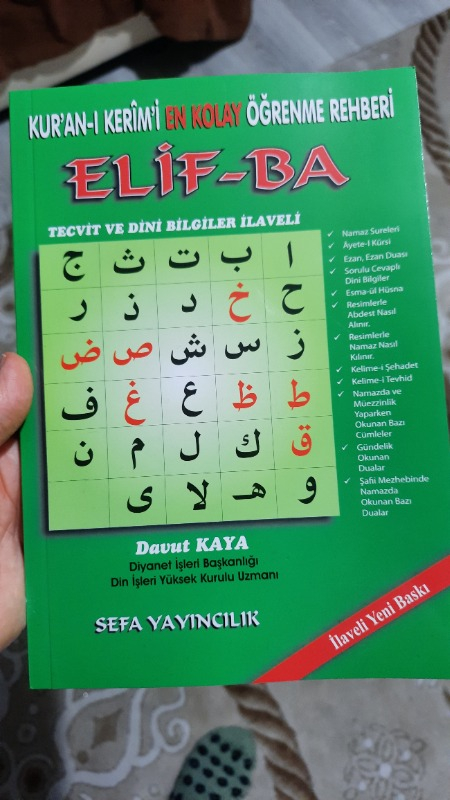 KUR'AN-I KERİM'İ EN KOLAY ÖĞRENME REHBERİ
ELİF-BA
TECVİT VE DİNİ BİLGİLER İLAVELİ
ا ب ت ث ج
ح خ د ذ ر
ز س ش ص ض
ط ظ ع غ ف
ق ك ل م ن
و هـ لا ى
Namaz Sureleri
Âyete-l Kürsi
Ezan, Ezan Duası
Sorulu Cevaplı
Dini Bilgiler
Esma-ül Hüsna
Resimlerle
Abdest Nasıl
Alınır.
Resimlerle
Namaz Nasıl
Kılınır.
Kelime-i Şehadet
Kelime-i Tevhid
Namazda ve
Müezzinlik
Yaparken
Okunan Bazı
Cümleler
Gündelik
Okunan
Dualar
Şafii Mezhebinde
Namazda
Okunan Bazı
Dualar
Davut KAYA
Diyanet İşleri Başkanlığı
Din İşleri Yüksek Kurulu Uzmanı
SEFA YAYINCILIK
İlaveli Yeni Baskı